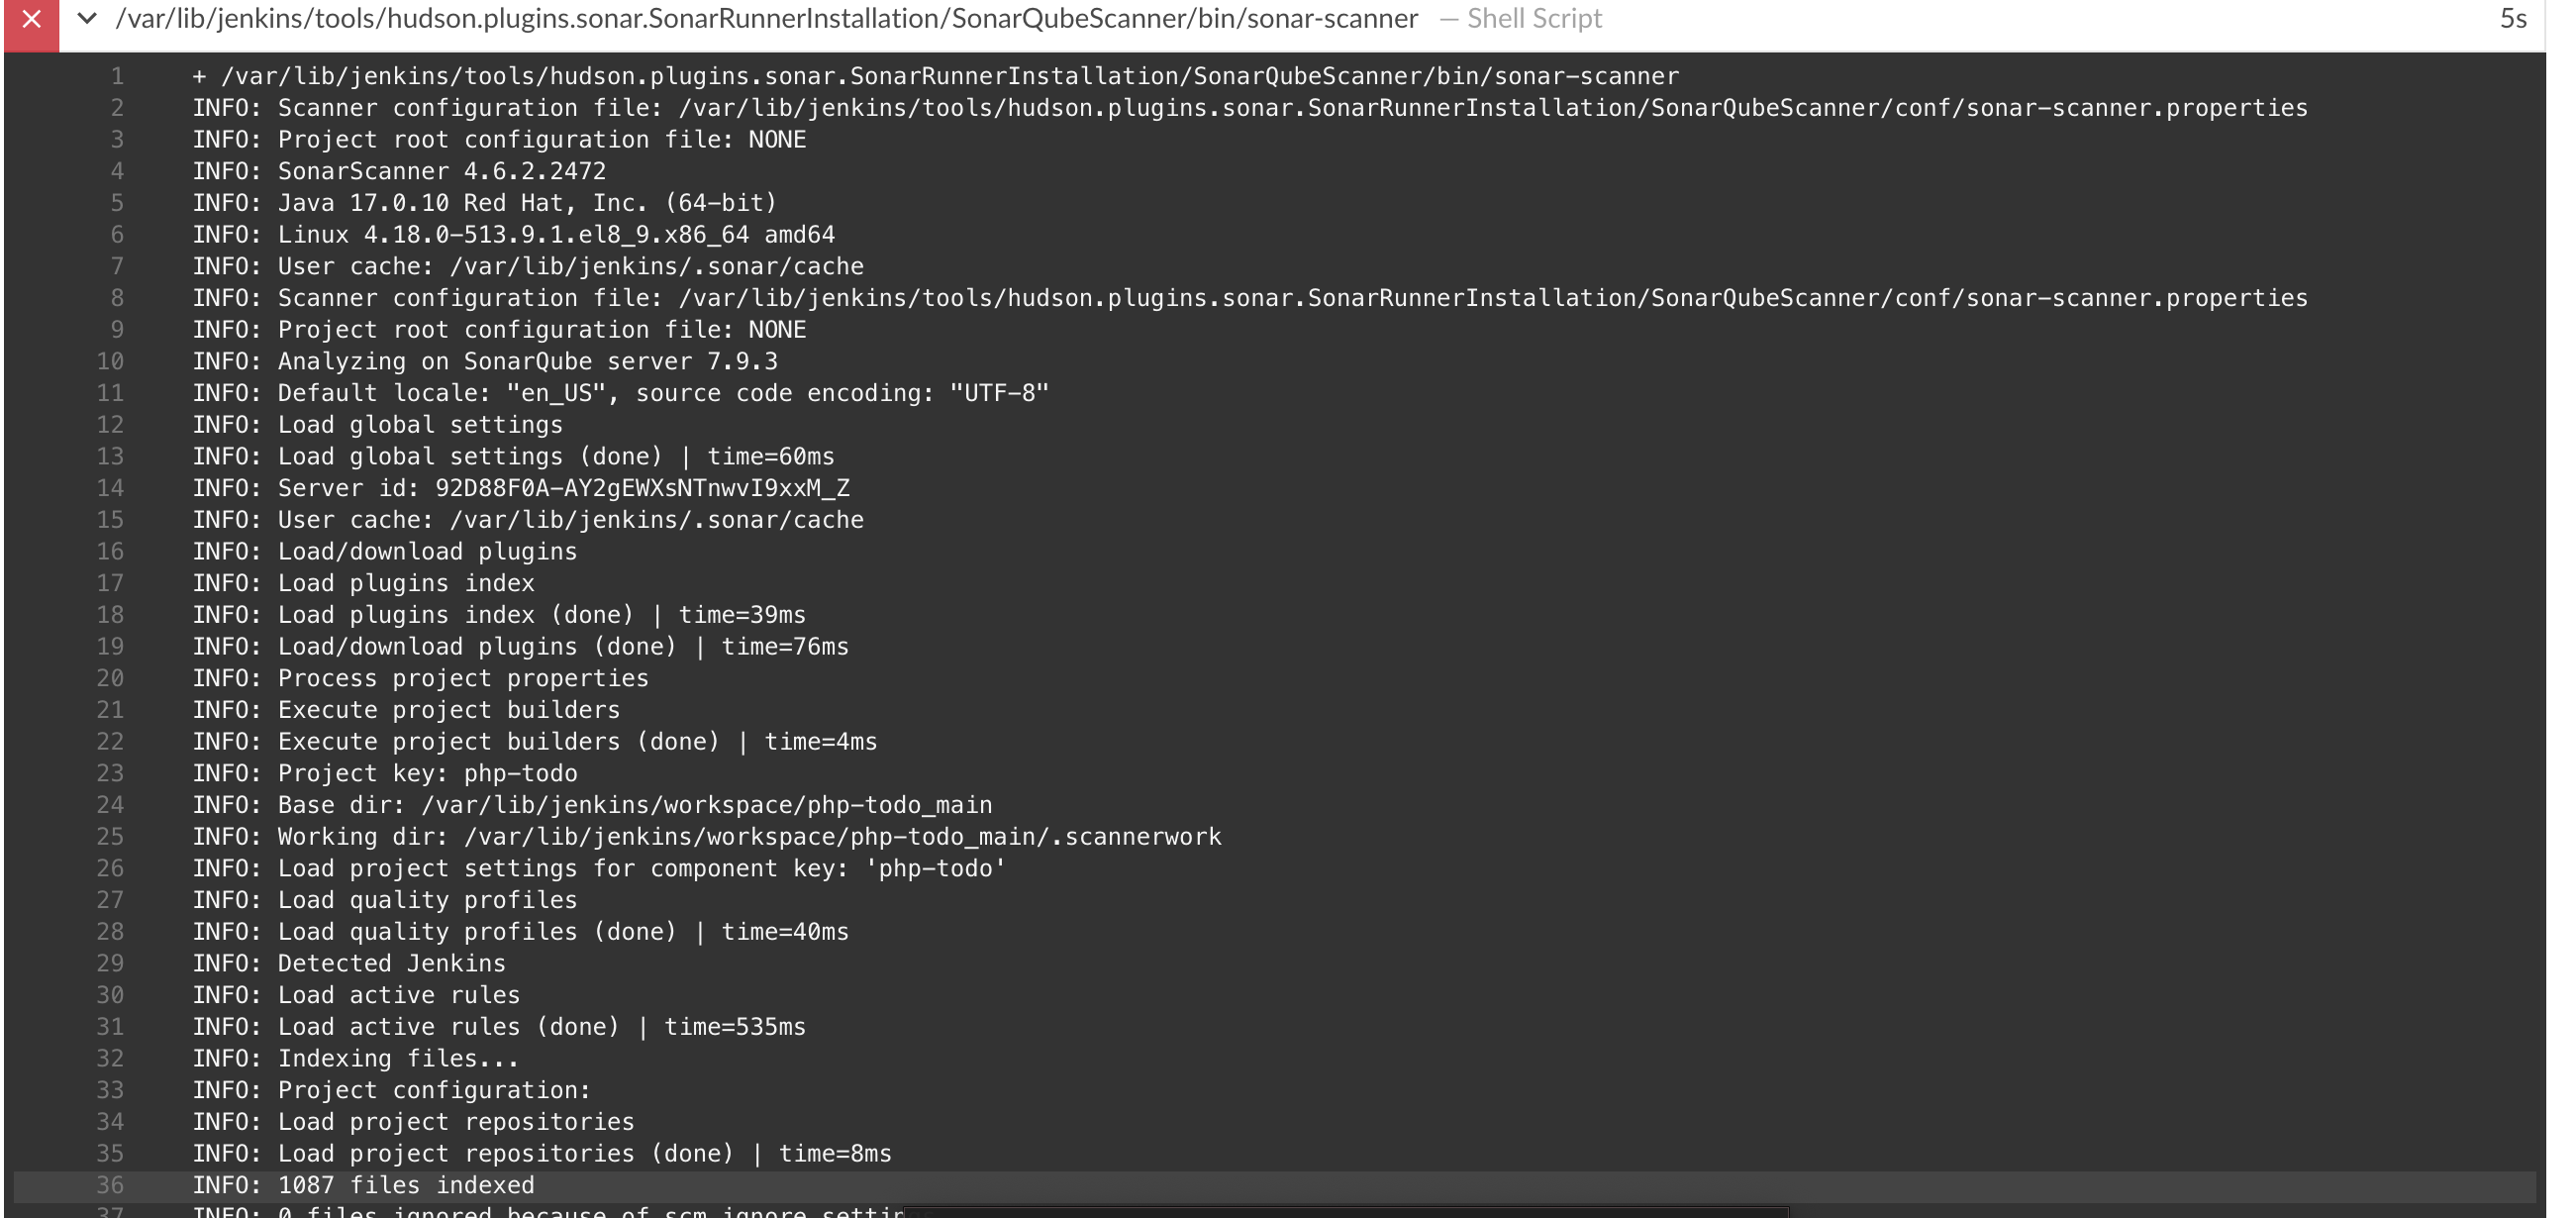 /var/lib/jenkins/tools/hudson.plugins.sonar.SonarRunnerInstallation/SonarQubeScanner/bin/sonar-scanner — Shell Script 5s
1 + /var/lib/jenkins/tools/hudson.plugins.sonar.SonarRunnerInstallation/SonarQubeScanner/bin/sonar-scanner
2 INFO: Scanner configuration file: /var/lib/jenkins/tools/hudson.plugins.sonar.SonarRunnerInstallation/SonarQubeScanner/conf/sonar-scanner.properties
3 INFO: Project root configuration file: NONE
4 INFO: SonarScanner 4.6.2.2472
5 INFO: Java 17.0.10 Red Hat, Inc. (64-bit)
6 INFO: Linux 4.18.0-513.9.1.el8_9.x86_64 amd64
7 INFO: User cache: /var/lib/jenkins/.sonar/cache
8 INFO: Scanner configuration file: /var/lib/jenkins/tools/hudson.plugins.sonar.SonarRunnerInstallation/SonarQubeScanner/conf/sonar-scanner.properties
9 INFO: Project root configuration file: NONE
10 INFO: Analyzing on SonarQube server 7.9.3
11 INFO: Default locale: "en_US", source code encoding: "UTF-8"
12 INFO: Load global settings
13 INFO: Load global settings (done) | time=60ms
14 INFO: Server id: 92D88F0A-AY2gEWXsNTnwvI9xxM_Z
15 INFO: User cache: /var/lib/jenkins/.sonar/cache
16 INFO: Load/download plugins
17 INFO: Load plugins index
18 INFO: Load plugins index (done) | time=39ms
19 INFO: Load/download plugins (done) | time=76ms
20 INFO: Process project properties
21 INFO: Execute project builders
22 INFO: Execute project builders (done) | time=4ms
23 INFO: Project key: php-todo
24 INFO: Base dir: /var/lib/jenkins/workspace/php-todo_main
25 INFO: Working dir: /var/lib/jenkins/workspace/php-todo_main/.scannerwork
26 INFO: Load project settings for component key: 'php-todo'
27 INFO: Load quality profiles
28 INFO: Load quality profiles (done) | time=40ms
29 INFO: Detected Jenkins
30 INFO: Load active rules
31 INFO: Load active rules (done) | time=535ms
32 INFO: Indexing files...
33 INFO: Project configuration:
34 INFO: Load project repositories
35 INFO: Load project repositories (done) | time=8ms
36 INFO: 1087 files indexed
37 INFO: 0 files ignored because of scm ignore